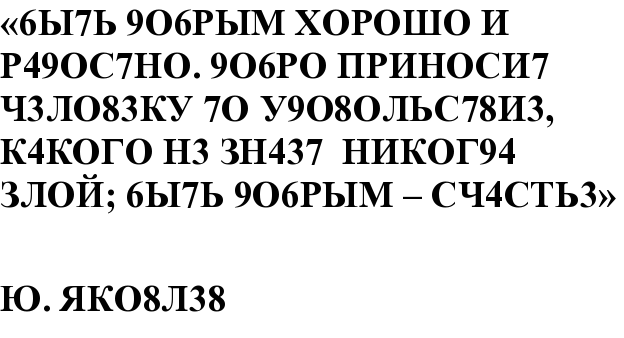 «6Ы7Ь 9О6РЫМ ХОРОШО И
Р49ОС7НО. 9О6РО ПРИНОСИ7
Ч3ЛО83КУ 7О У9О8ОЛЬС78И3,
К4КОГО Н3 ЗН437 НИКОГ94
ЗЛОЙ; 6Ы7Ь 9О6РЫМ – СЧ4СТЬ3»
Ю. ЯКО8Л38